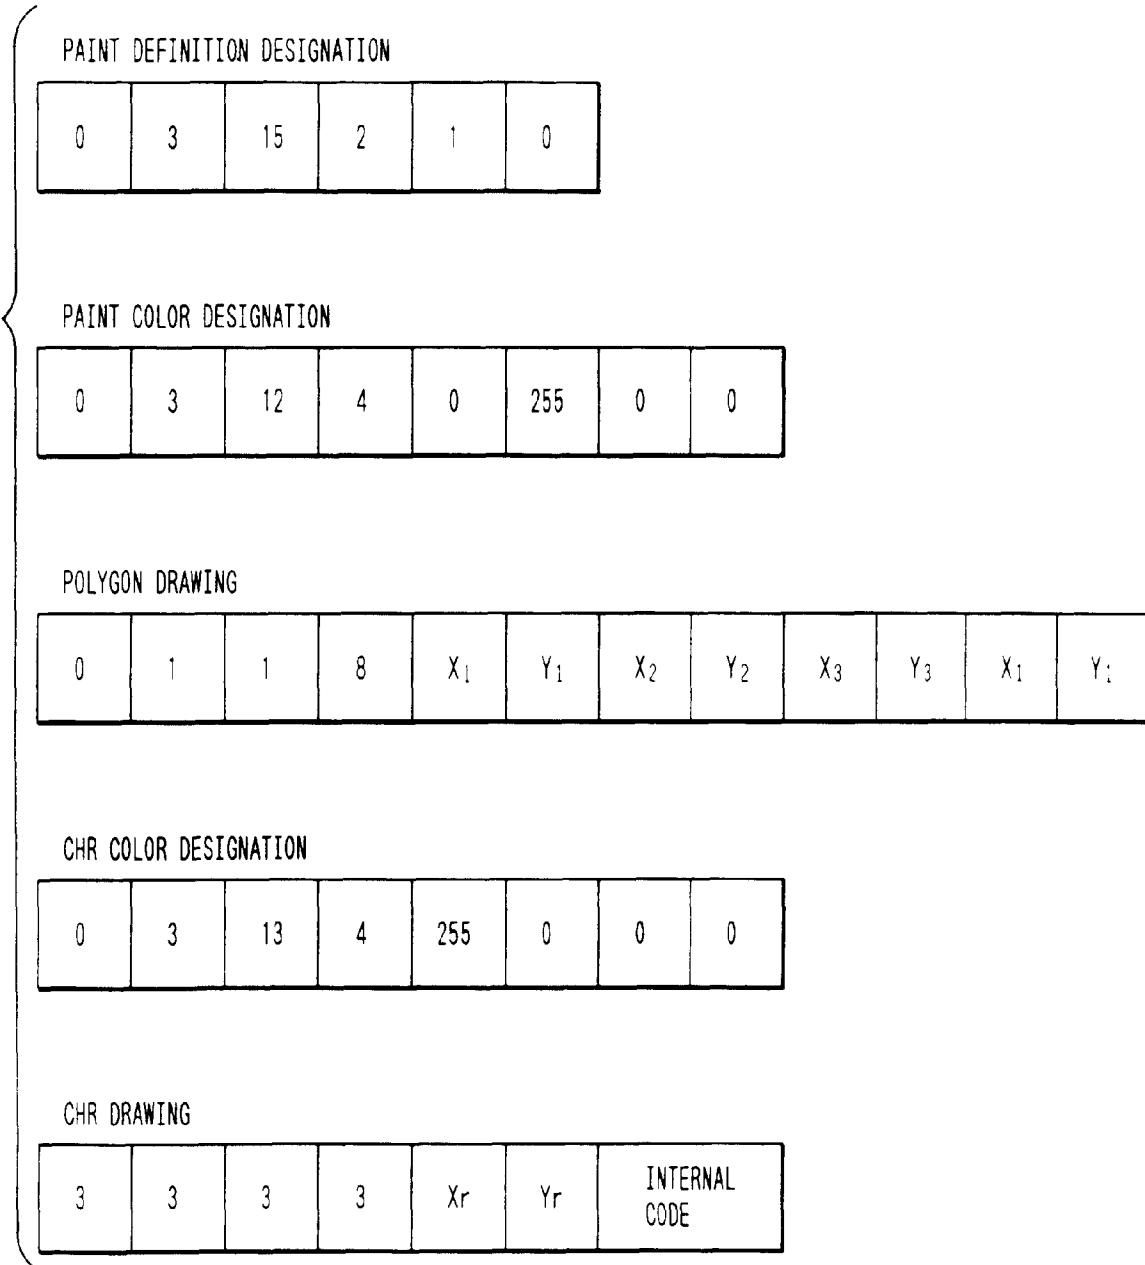 PAINT DEFINITION DESIGNATION
0 3 15 2 1 0
PAINT COLOR DESIGNATION
0 3 12 4 0 255 0 0
POLYGON DRAWING
0 1 1 8 X1 Y1 X2 Y2 X3 Y3 X1 Y1
CHR COLOR DESIGNATION
0 3 13 4 255 0 0 0
CHR DRAWING
3 3 3 3 Xr Yr INTERNAL
CODE